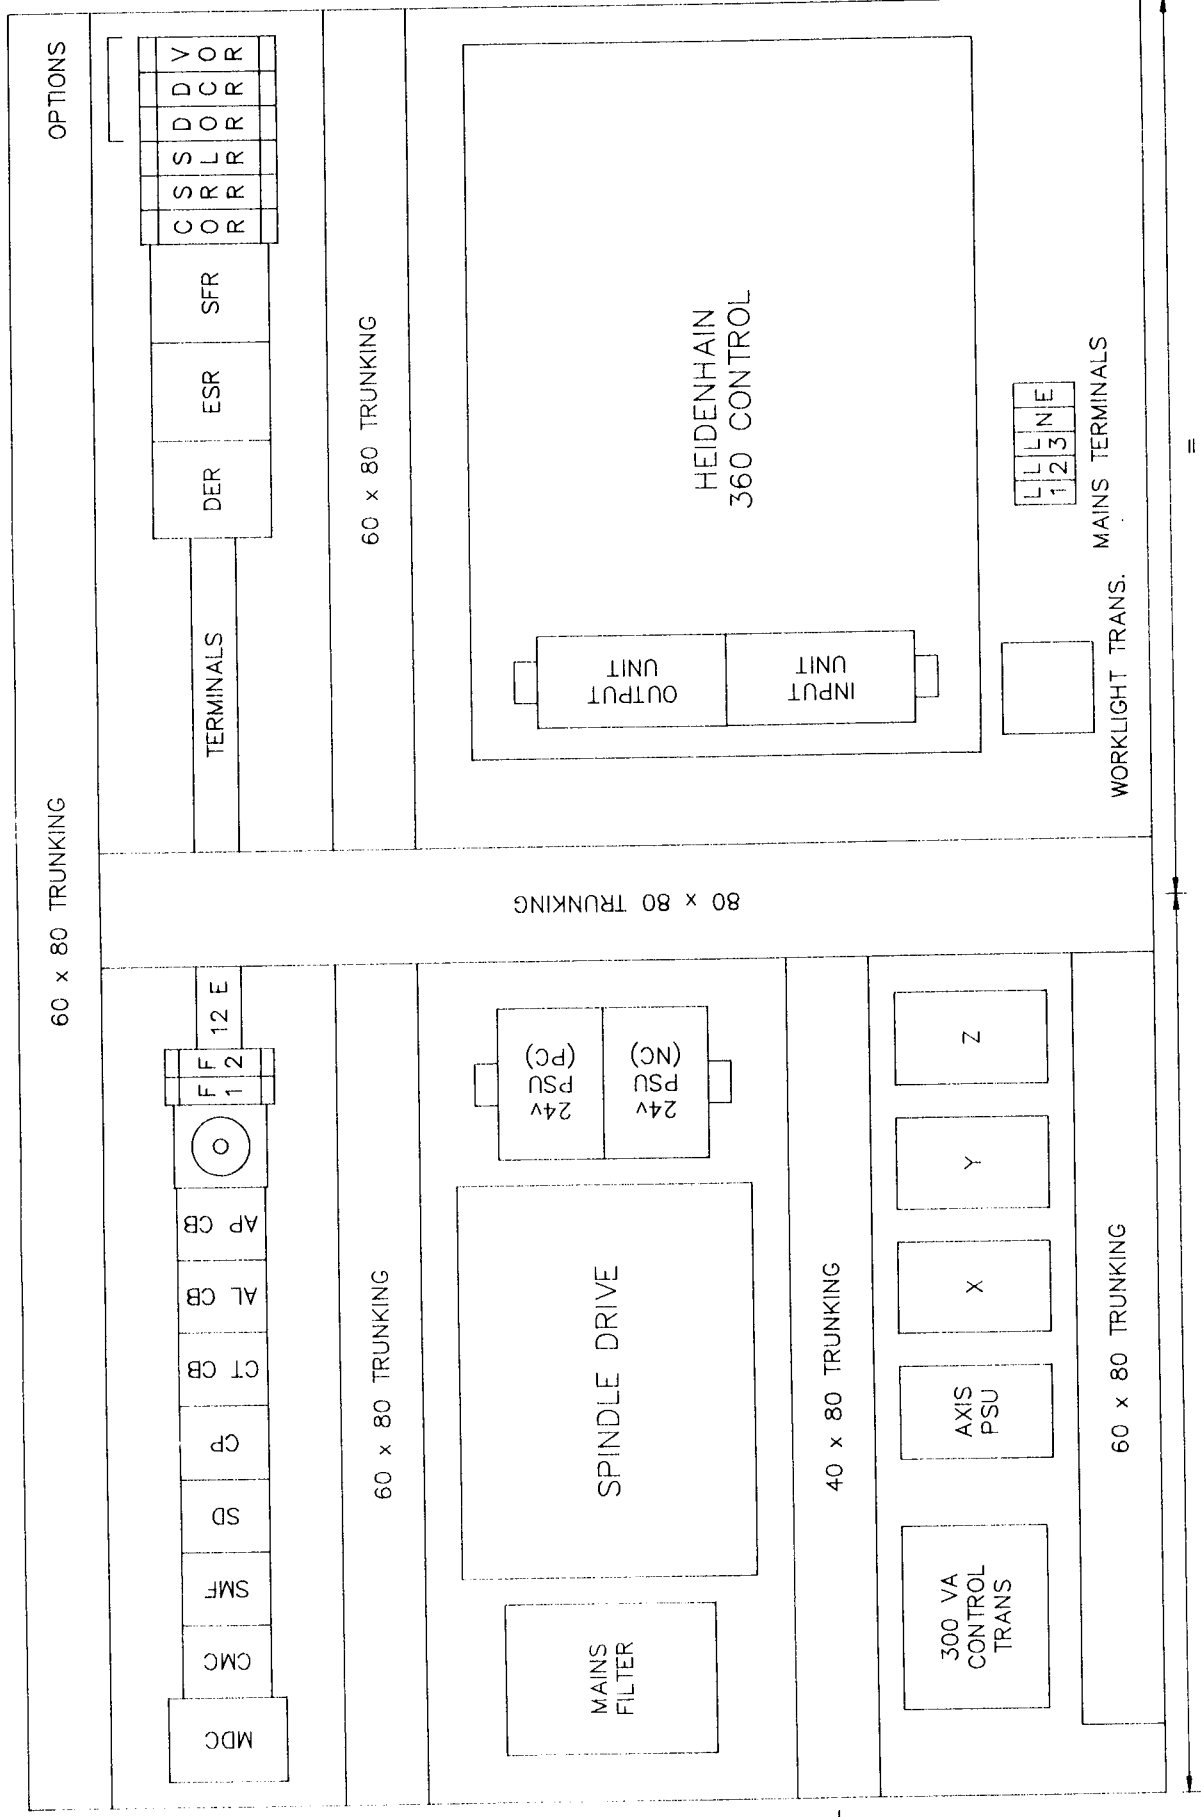 60 x 80 TRUNKING
OPTIONS
MDC
CMC
SMF
SD
CP
CT CB
AL CB
AP CB
F
1
F
2
12 E
TERMINALS
DER
ESR
SFR
C
O
R
S
R
R
S
L
R
D
O
R
D
C
R
V
O
R
60 x 80 TRUNKING
60 x 80 TRUNKING
MAINS
FILTER
SPINDLE DRIVE
24v
PSU
(PC)
24v
PSU
(NC)
80 x 80 TRUNKING
OUTPUT
UNIT
INPUT
UNIT
HEIDENHAIN
360 CONTROL
40 x 80 TRUNKING
300 VA
CONTROL
TRANS
AXIS
PSU
X
Y
Z
60 x 80 TRUNKING
L L L N E
1 2 3
WORKLIGHT TRANS.
MAINS TERMINALS
=